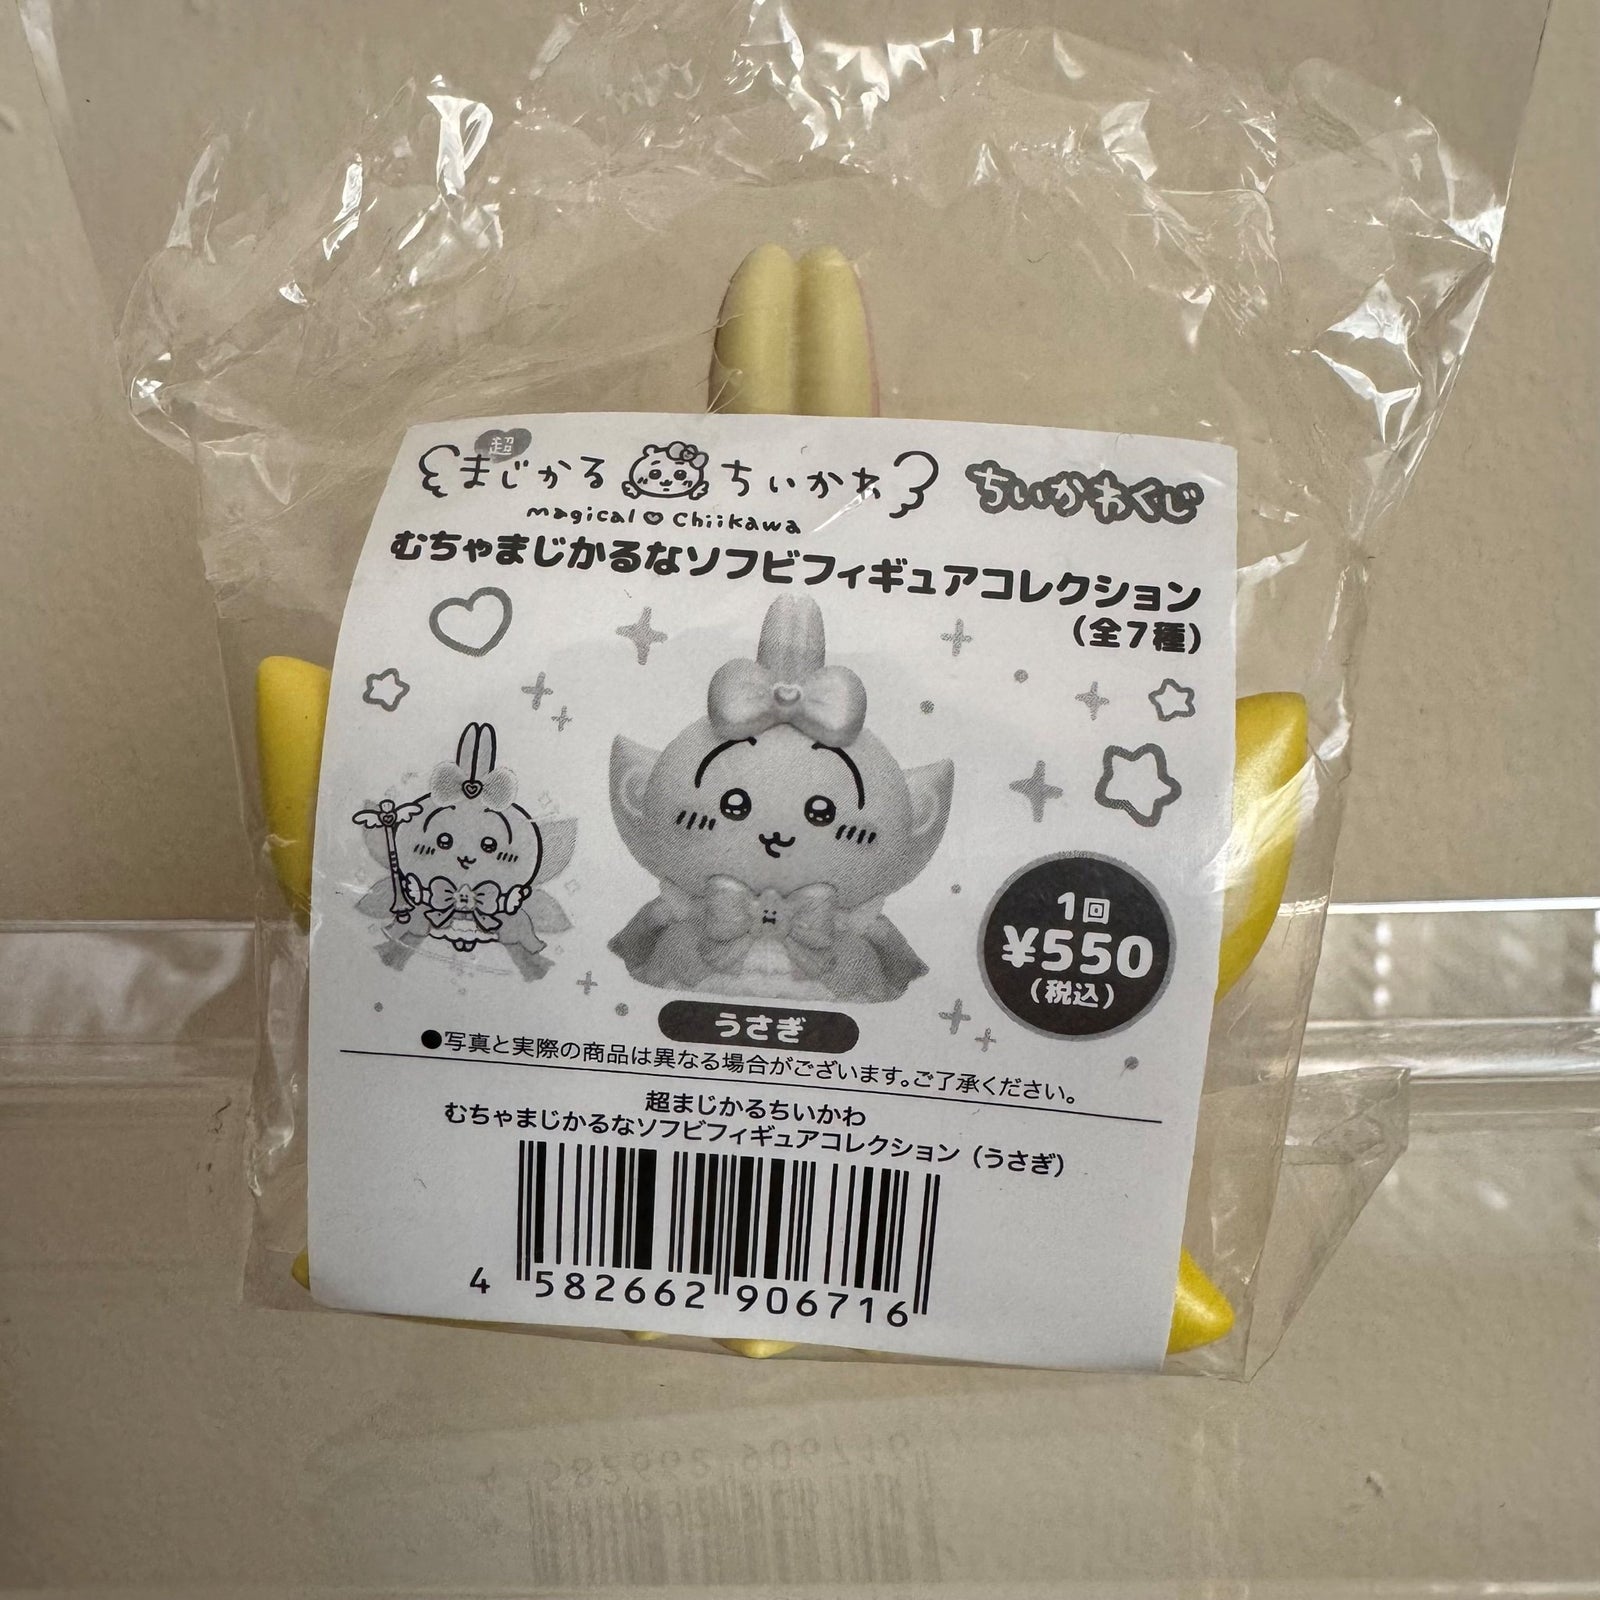 超まじかるちいかわ
ちいかわくじ
magical♡Chiikawa
むちゃまじかるなソフビフィギュアコレクション
(全7種)
1回
¥550
(税込)
うさぎ
●写真と実際の商品は異なる場合がございます。ご了承ください。
超まじかるちいかわ
むちゃまじかるなソフビフィギュアコレクション(うさぎ)
4 582662 906716